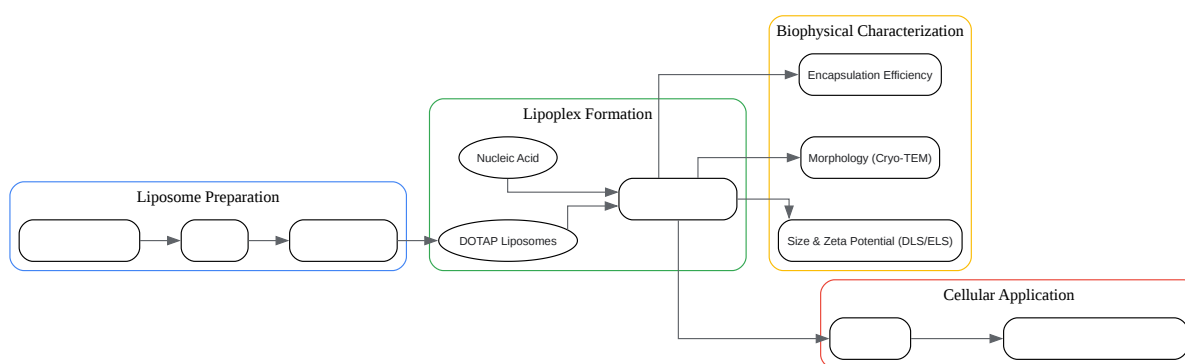 Biophysical Characterization
Encapsulation Efficiency
Lipoplex Formation
Nucleic Acid
Morphology (Cryo-TEM)
Liposome Preparation
DOTAP Liposomes
Size & Zeta Potential (DLS/ELS)
Cellular Application